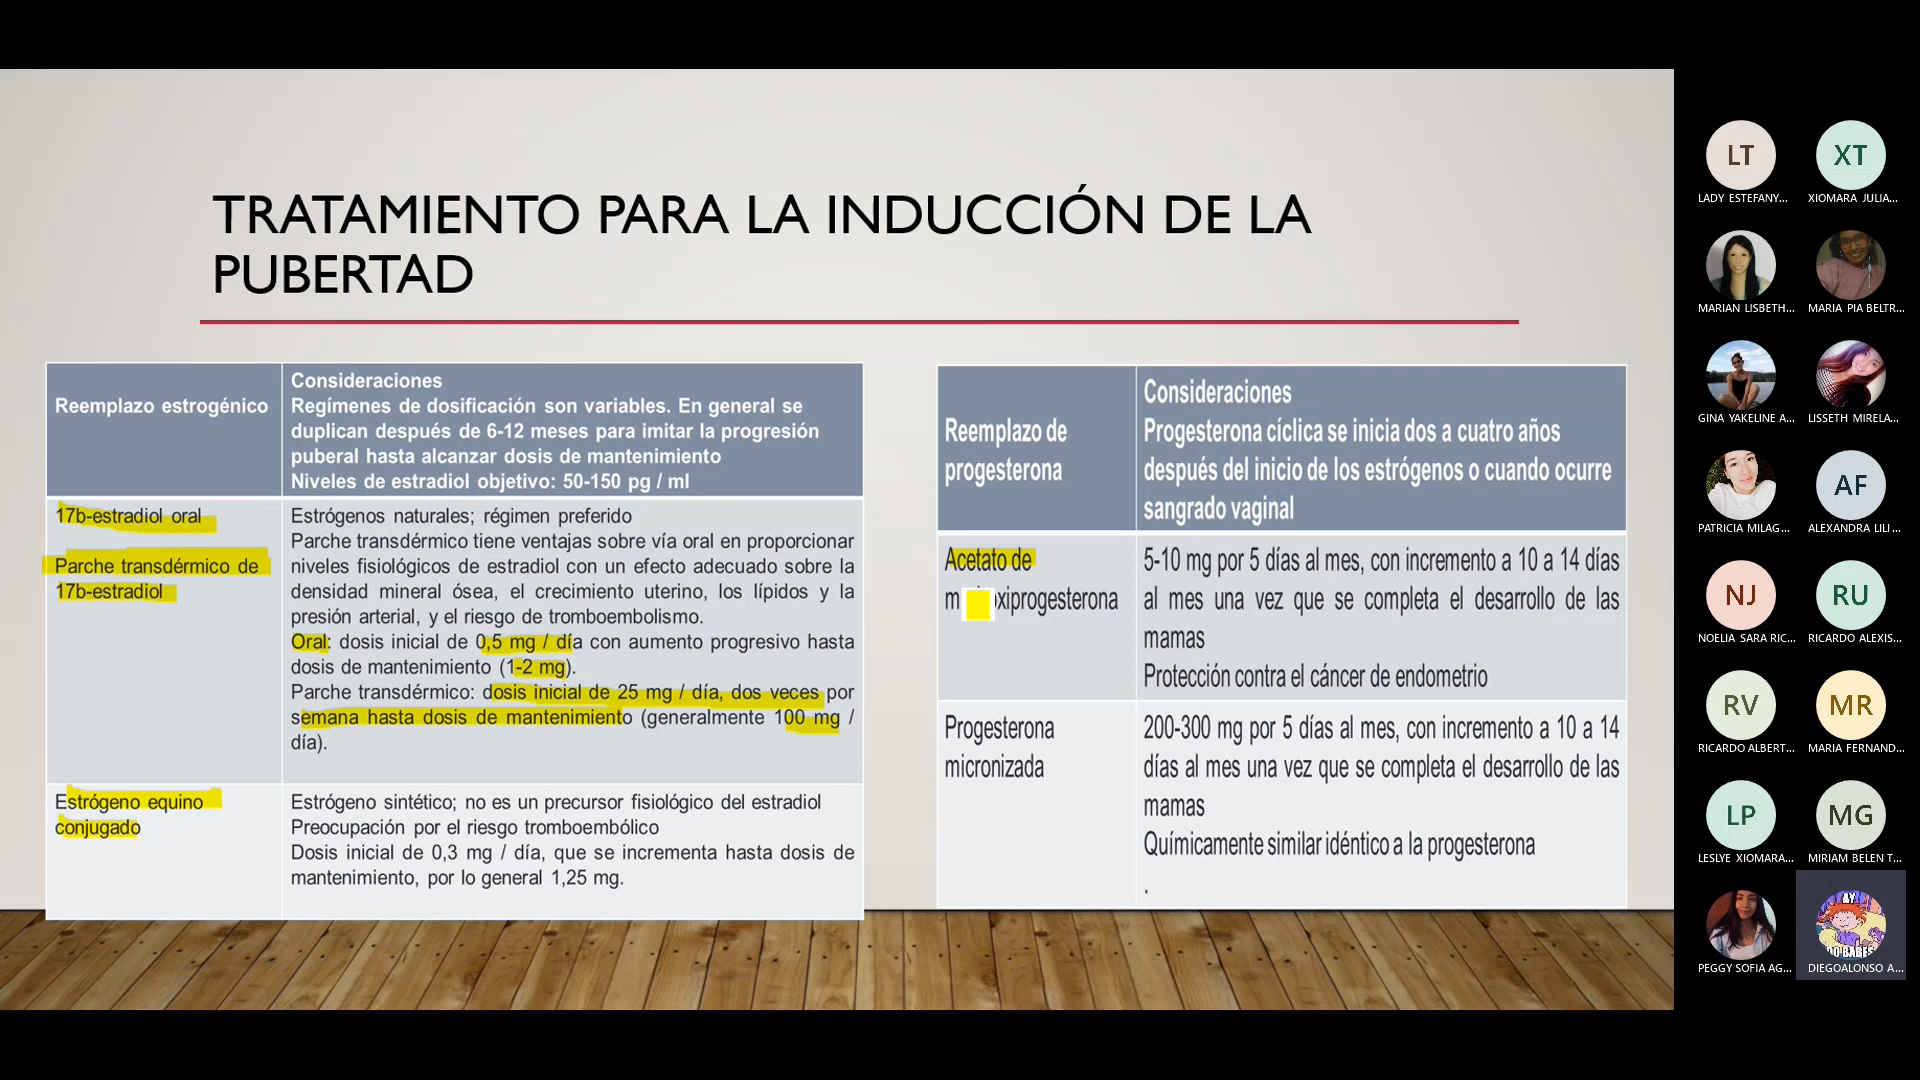 TRATAMIENTO PARA LA INDUCCIÓN DE LA
PUBERTAD
Reemplazo estrogénico
Consideraciones
Regímenes de dosificación son variables. En general se
duplican después de 6-12 meses para imitar la progresión
puberal hasta alcanzar dosis de mantenimiento
Niveles de estradiol objetivo: 50-150 pg / ml
17b-estradiol oral
Parche transdérmico de
17b-estradiol
Estrógenos naturales; régimen preferido
Parche transdérmico tiene ventajas sobre vía oral en proporcionar
niveles fisiológicos de estradiol con un efecto adecuado sobre la
densidad mineral ósea, el crecimiento uterino, los lípidos y la
presión arterial, y el riesgo de tromboembolismo.
Oral: dosis inicial de 0,5 mg / día con aumento progresivo hasta
dosis de mantenimiento (1-2 mg).
Parche transdérmico: dosis inicial de 25 mg / día, dos veces por
semana hasta dosis de mantenimiento (generalmente 100 mg /
día).
Estrógeno equino
conjugado
Estrógeno sintético; no es un precursor fisiológico del estradiol
Preocupación por el riesgo tromboembólico
Dosis inicial de 0,3 mg / día, que se incrementa hasta dosis de
mantenimiento, por lo general 1,25 mg.
Reemplazo de
progesterona
Consideraciones
Progesterona cíclica se inicia dos a cuatro años
después del inicio de los estrógenos o cuando ocurre
sangrado vaginal
Acetato de
m oxiprogesterona
5-10 mg por 5 días al mes, con incremento a 10 a 14 días
al mes una vez que se completa el desarrollo de las
mamas
Protección contra el cáncer de endometrio
Progesterona
micronizada
200-300 mg por 5 días al mes, con incremento a 10 a 14
días al mes una vez que se completa el desarrollo de las
mamas
Químicamente similar idéntico a la progesterona
.
LT
LADY ESTEFANY...
XT
XIOMARA JULIA...
MARIAN LISBETH...
MARIA PIA BELTR...
GINA YAKELINE A...
LISSETH MIRELA...
PATRICIA MILAG...
AF
ALEXANDRA LILI...
NJ
NOELIA SARA RIC...
RU
RICARDO ALEXIS...
RV
RICARDO ALBERT...
MR
MARIA FERNAND...
LP
LESLYE XIOMARA...
MG
MIRIAM BELEN T...
PEGGY SOFIA AG...
AY
DIEGOALONSO A...